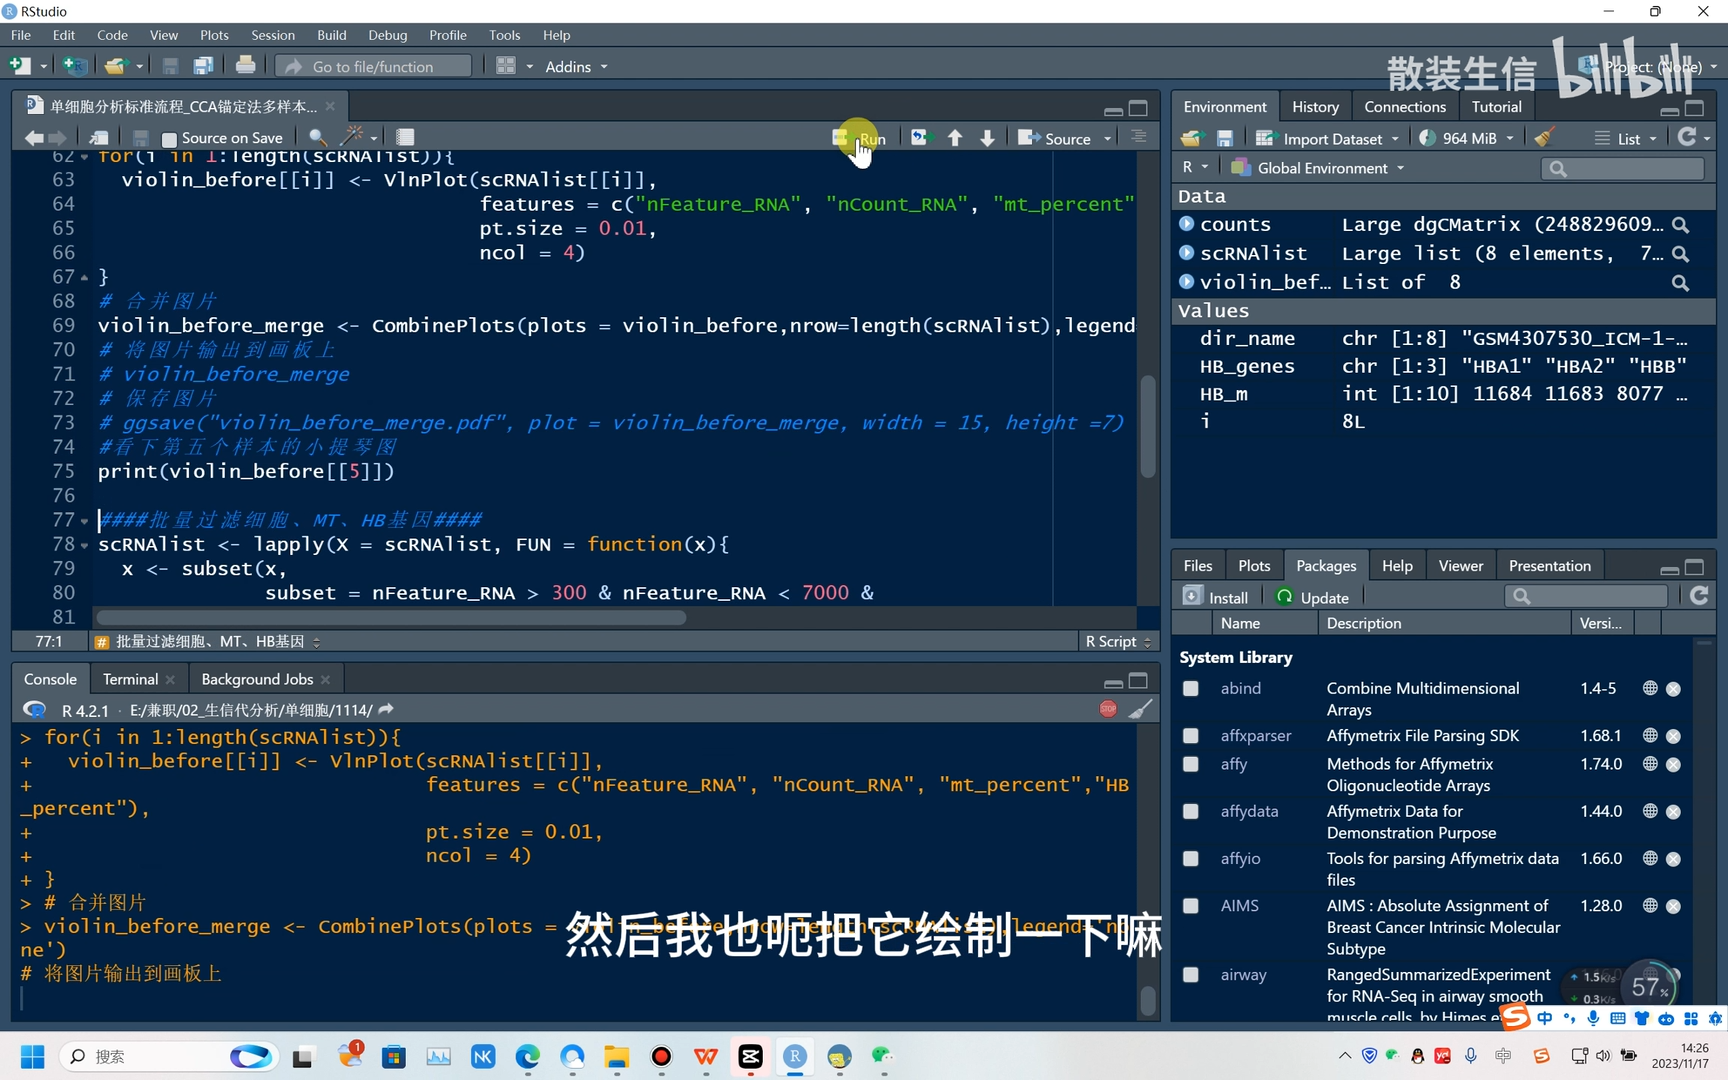 RStudio
File Edit Code View Plots Session Build Debug Profile Tools Help
Go to file/function Addins
散装生信 bilibili
Project: (None)
单细胞分析标准流程_CCA锚定法多样本...
Source on Save Run Source
62 for(i in 1:length(scRNAlist)){
63 violin_before[[i]] <- VlnPlot(scRNAlist[[i]],
64 features = c("nFeature_RNA", "nCount_RNA", "mt_percent"
65 pt.size = 0.01,
66 ncol = 4)
67 }
68 # 合并图片
69 violin_before_merge <- CombinePlots(plots = violin_before,nrow=length(scRNAlist),legend
70 # 将图片输出到画板上
71 # violin_before_merge
72 # 保存图片
73 # ggsave("violin_before_merge.pdf", plot = violin_before_merge, width = 15, height =7)
74 #看下第五个样本的小提琴图
75 print(violin_before[[5]])
76
77 ####批量过滤细胞、MT、HB基因####
78 scRNAlist <- lapply(X = scRNAlist, FUN = function(x){
79 x <- subset(x,
80 subset = nFeature_RNA > 300 & nFeature_RNA < 7000 &
81
77:1 # 批量过滤细胞、MT、HB基因 R Script
Console Terminal Background Jobs
R 4.2.1 · E:/兼职/02_生信代分析/单细胞/1114/
> for(i in 1:length(scRNAlist)){
+ violin_before[[i]] <- VlnPlot(scRNAlist[[i]],
+ features = c("nFeature_RNA", "nCount_RNA", "mt_percent","HB
_percent"),
+ pt.size = 0.01,
+ ncol = 4)
+ }
> # 合并图片
> violin_before_merge <- CombinePlots(plots =
ne')
# 将图片输出到画板上
然后我也呃把它绘制一下嘛
Environment History Connections Tutorial
Import Dataset 964 MiB List
R Global Environment
Data
counts Large dgCMatrix (248829609...
scRNAlist Large list (8 elements, 7...
violin_bef... List of 8
Values
dir_name chr [1:8] "GSM4307530_ICM-1-...
HB_genes chr [1:3] "HBA1" "HBA2" "HBB"
HB_m int [1:10] 11684 11683 8077 ...
i 8L
Files Plots Packages Help Viewer Presentation
Install Update
Name Description Versi...
System Library
abind Combine Multidimensional Arrays 1.4-5
affxparser Affymetrix File Parsing SDK 1.68.1
affy Methods for Affymetrix Oligonucleotide Arrays 1.74.0
affydata Affymetrix Data for Demonstration Purpose 1.44.0
affyio Tools for parsing Affymetrix data files 1.66.0
AIMS AIMS : Absolute Assignment of Breast Cancer Intrinsic Molecular Subtype 1.28.0
airway RangedSummarizedExperiment for RNA-Seq in airway smooth muscle cells, by Himes
1.5K/s
0.3K/s
57%
中
搜索
14:26
2023/11/17